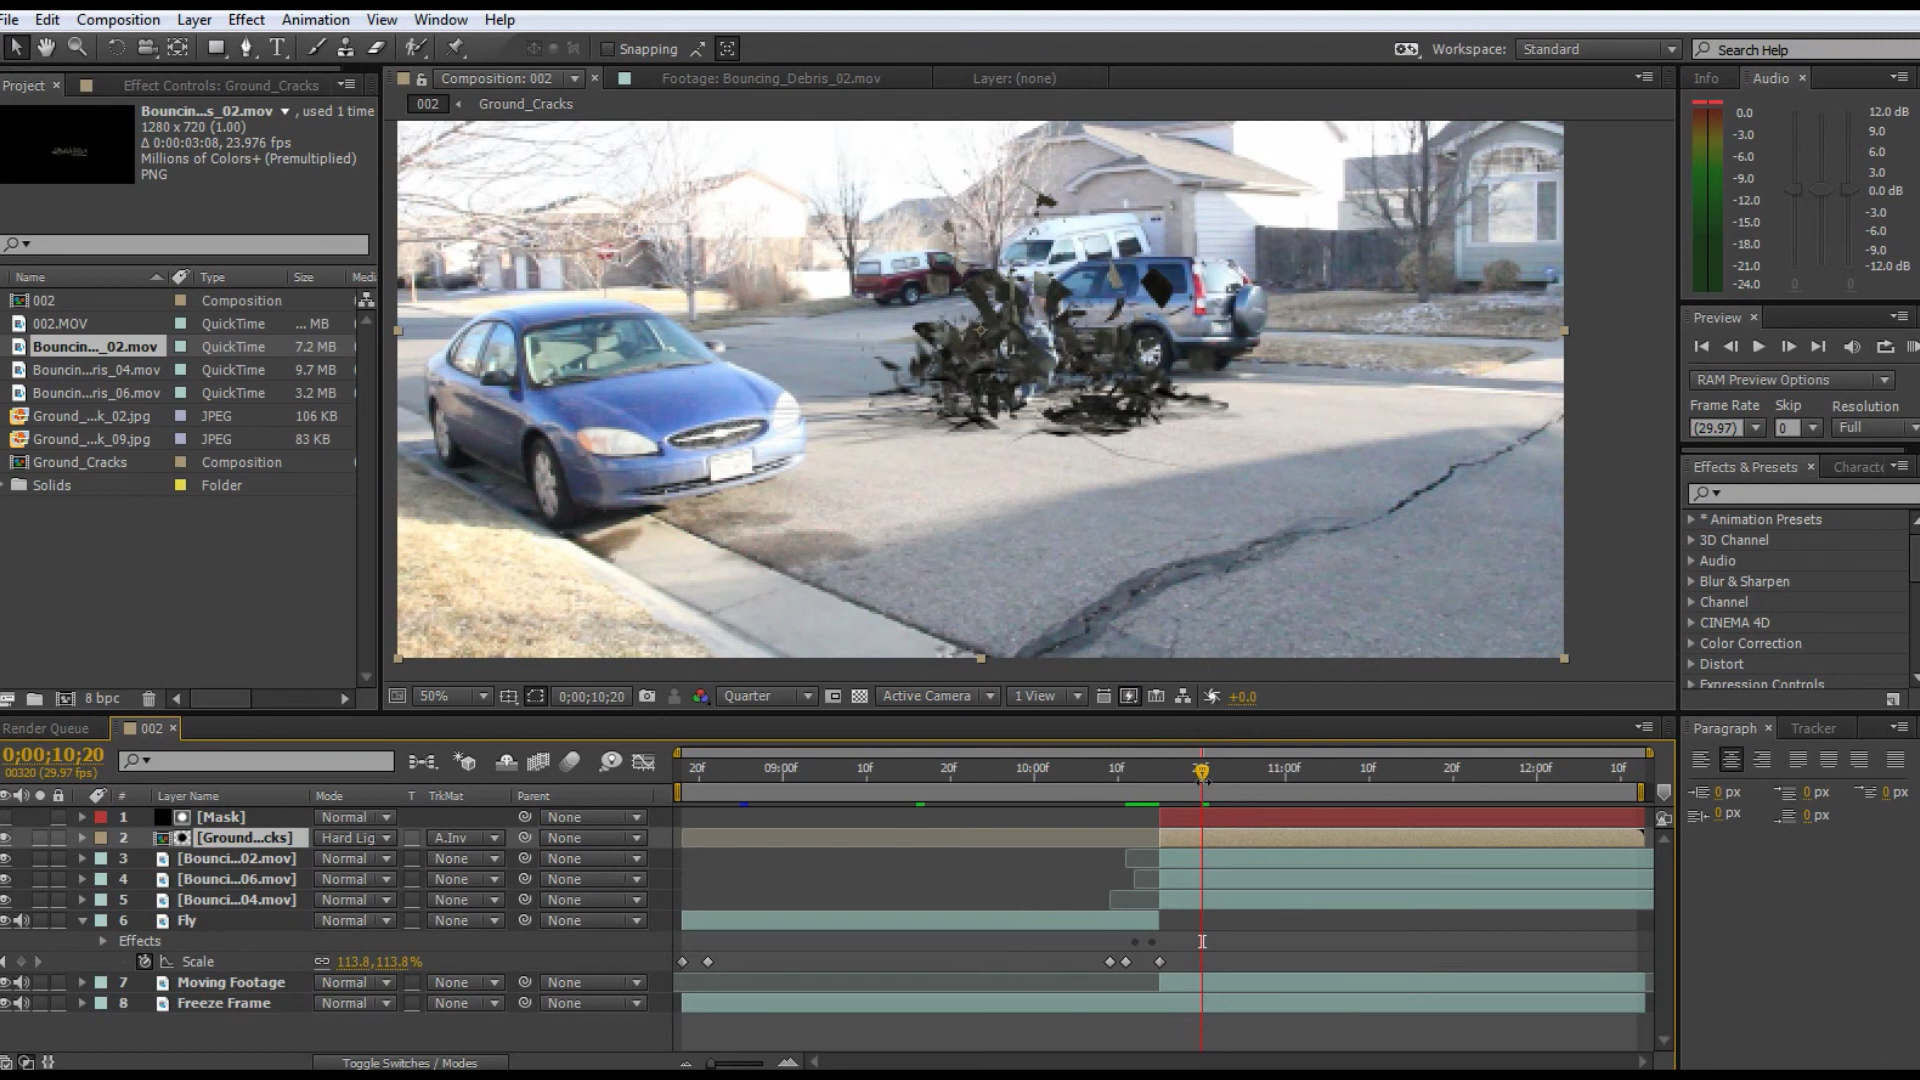 File Edit Composition Layer Effect Animation View Window Help
Snapping
Workspace: Standard
Search Help
Project × Effect Controls: Ground_Cracks
Bouncin...s_02.mov ▼ , used 1 time
1280 x 720 (1.00)
Δ 0:00:03:08, 23.976 fps
Millions of Colors+ (Premultiplied)
PNG
Name Type Size Medi
002 Composition
002.MOV QuickTime ... MB
Bouncin..._02.mov QuickTime 7.2 MB
Bouncin...ris_04.mov QuickTime 9.7 MB
Bouncin...ris_06.mov QuickTime 3.2 MB
Ground_...k_02.jpg JPEG 106 KB
Ground_...k_09.jpg JPEG 83 KB
Ground_Cracks Composition
Solids Folder
8 bpc
Composition: 002 × Footage: Bouncing_Debris_02.mov Layer: (none)
002 Ground_Cracks
50% 0;00;10;20 Quarter Active Camera 1 View +0.0
Info Audio ×
0.0 12.0 dB
-3.0 9.0
-6.0 6.0
-9.0 3.0
-12.0 0.0 dB
-15.0 -3.0
-18.0 -6.0
-21.0 -9.0
-24.0 0 0 -12.0 dB
Preview ×
RAM Preview Options
Frame Rate Skip Resolution
(29.97) 0 Full
Effects & Presets × Characte
* Animation Presets
3D Channel
Audio
Blur & Sharpen
Channel
CINEMA 4D
Color Correction
Distort
Expression Controls
Render Queue 002 ×
0;00;10;20
00320 (29.97 fps)
20f 09:00f 10f 20f 10:00f 10f 11:00f 10f 20f 12:00f 10f
# Layer Name Mode T TrkMat Parent
1 [Mask] Normal None
2 [Ground...cks] Hard Lig A.Inv None
3 [Bounci...02.mov] Normal None None
4 [Bounci...06.mov] Normal None None
5 [Bounci...04.mov] Normal None None
6 Fly Normal None None
Effects
Scale 113.8,113.8%
7 Moving Footage Normal None None
8 Freeze Frame Normal None None
Toggle Switches / Modes
Paragraph × Tracker
0 px 0 px 0 px
0 px 0 px